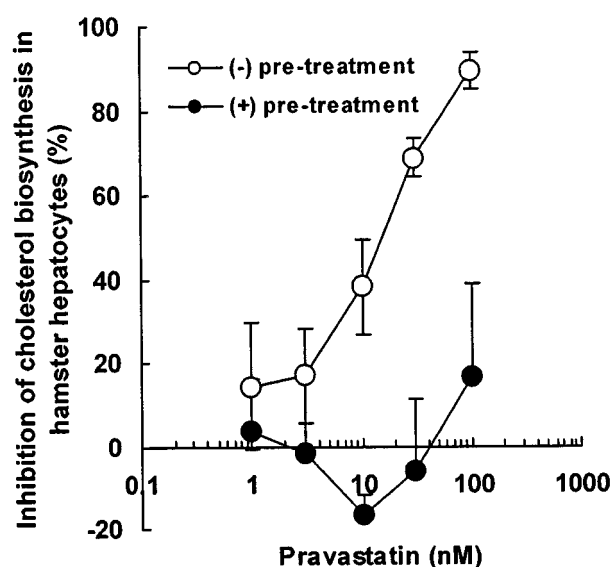 Inhibition of cholesterol biosynthesis in
hamster hepatocytes (%)
100
80
60
40
20
0
-20
(-) pre-treatment
(+) pre-treatment
0.1 1 10 100 1000
Pravastatin (nM)